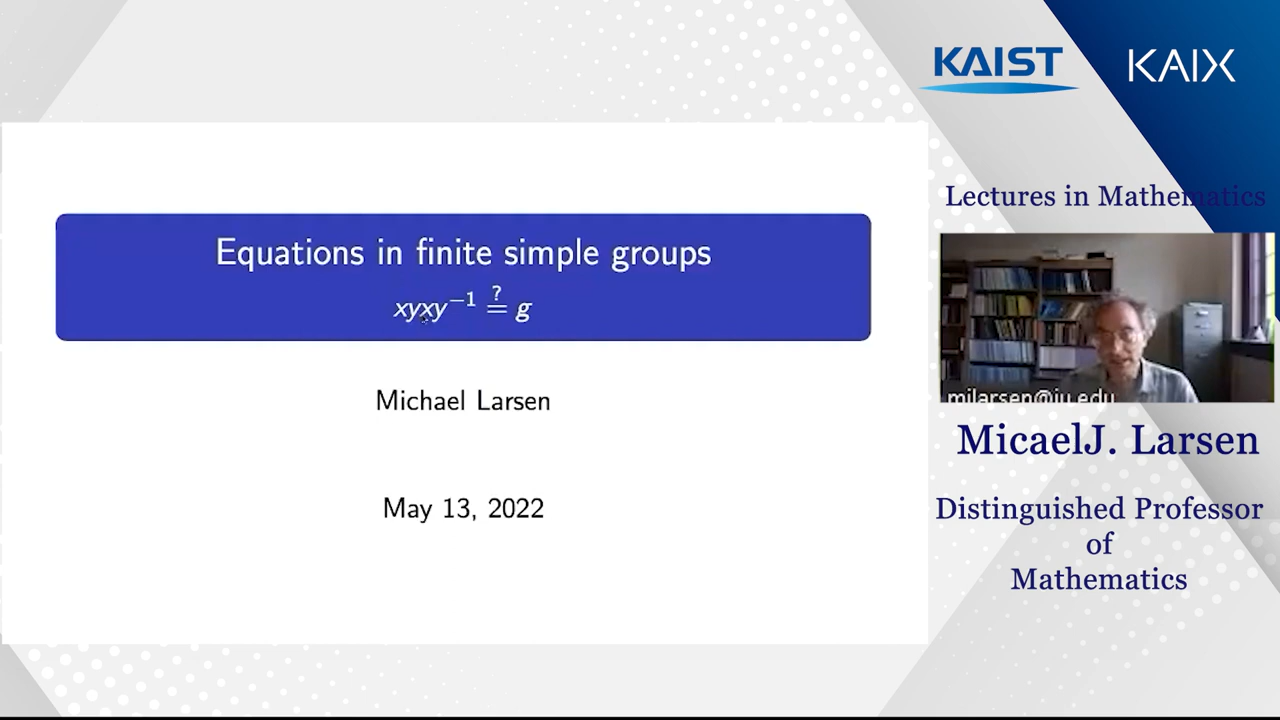 KAIST KAIX
Equations in finite simple groups
xyxy⁻¹ ≟ g
Michael Larsen
May 13, 2022
Lectures in Mathematics
milarsen@iu.edu
MicaelJ. Larsen
Distinguished Professor
of
Mathematics